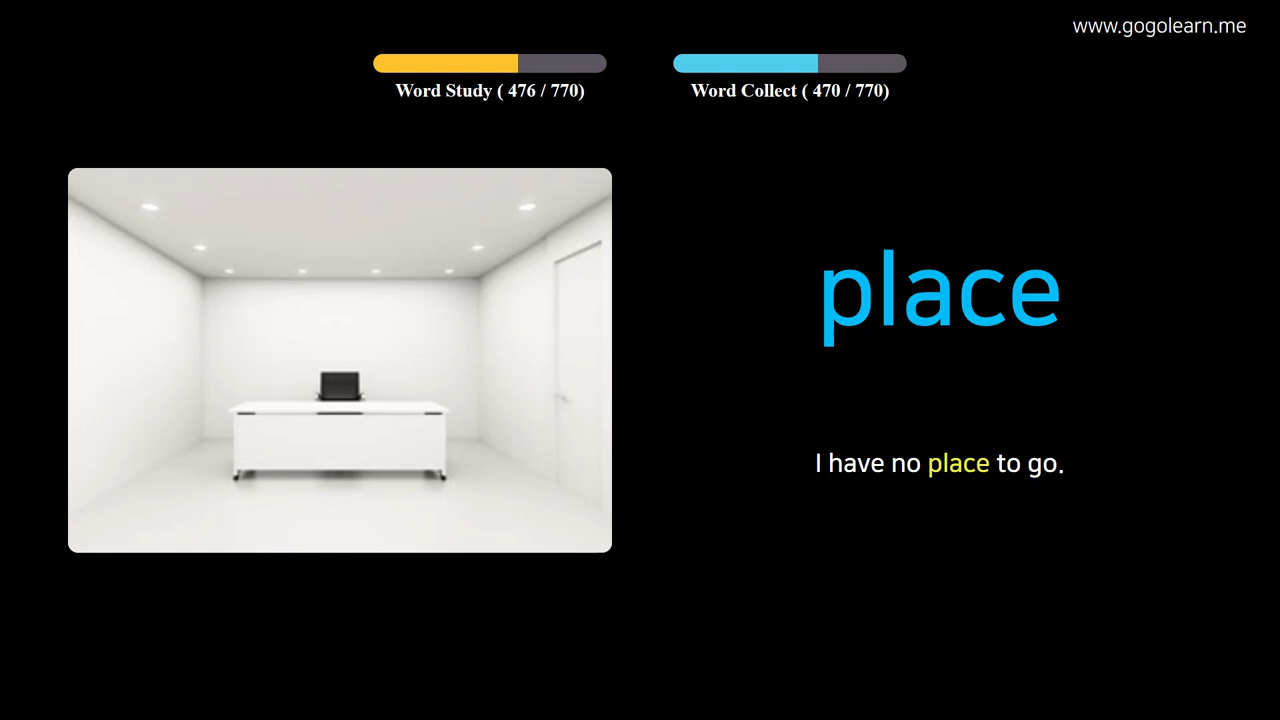 www.gogolearn.me
Word Study ( 476 / 770)
Word Collect ( 470 / 770)
place
I have no place to go.